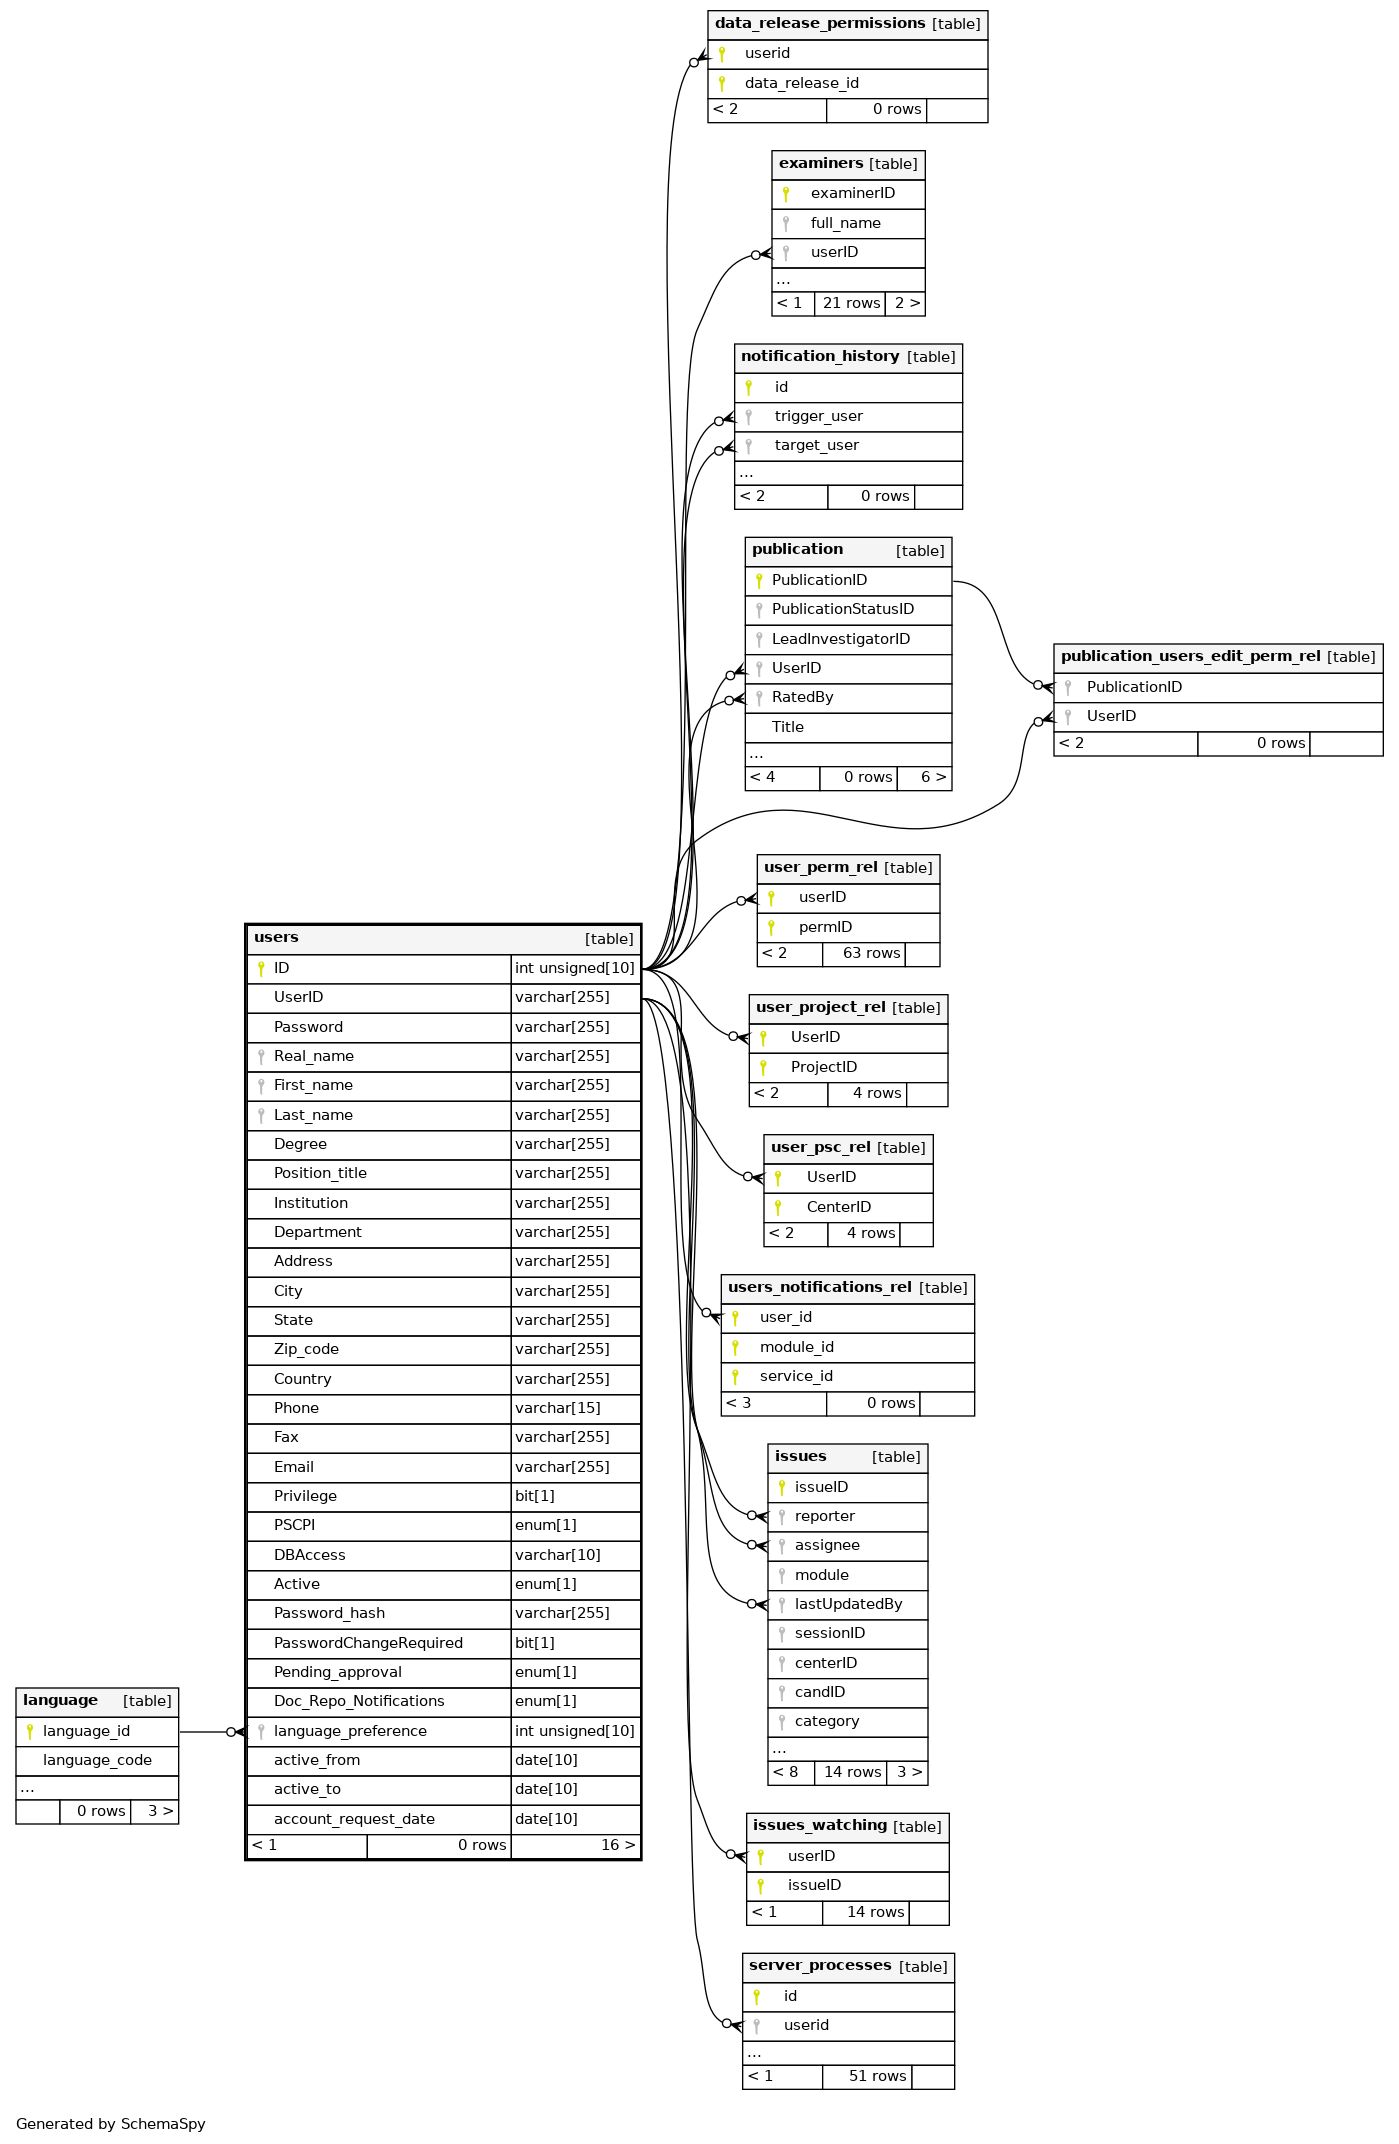 data_release_permissions [table]
userid
data_release_id
< 2 0 rows
examiners [table]
examinerID
full_name
userID
...
< 1 21 rows 2 >
notification_history [table]
id
trigger_user
target_user
...
< 2 0 rows
publication [table]
PublicationID
PublicationStatusID
LeadInvestigatorID
UserID
RatedBy
Title
...
< 4 0 rows 6 >
publication_users_edit_perm_rel [table]
PublicationID
UserID
< 2 0 rows
user_perm_rel [table]
userID
permID
< 2 63 rows
users [table]
ID int unsigned[10]
UserID varchar[255]
Password varchar[255]
Real_name varchar[255]
First_name varchar[255]
Last_name varchar[255]
Degree varchar[255]
Position_title varchar[255]
Institution varchar[255]
Department varchar[255]
Address varchar[255]
City varchar[255]
State varchar[255]
Zip_code varchar[255]
Country varchar[255]
Phone varchar[15]
Fax varchar[255]
Email varchar[255]
Privilege bit[1]
PSCPI enum[1]
DBAccess varchar[10]
Active enum[1]
Password_hash varchar[255]
PasswordChangeRequired bit[1]
Pending_approval enum[1]
Doc_Repo_Notifications enum[1]
language_preference int unsigned[10]
active_from date[10]
active_to date[10]
account_request_date date[10]
< 1 0 rows 16 >
user_project_rel [table]
UserID
ProjectID
< 2 4 rows
user_psc_rel [table]
UserID
CenterID
< 2 4 rows
users_notifications_rel [table]
user_id
module_id
service_id
< 3 0 rows
issues [table]
issueID
reporter
assignee
module
lastUpdatedBy
sessionID
centerID
candID
category
...
< 8 14 rows 3 >
language [table]
language_id
language_code
...
0 rows 3 >
issues_watching [table]
userID
issueID
< 1 14 rows
server_processes [table]
id
userid
...
< 1 51 rows
Generated by SchemaSpy